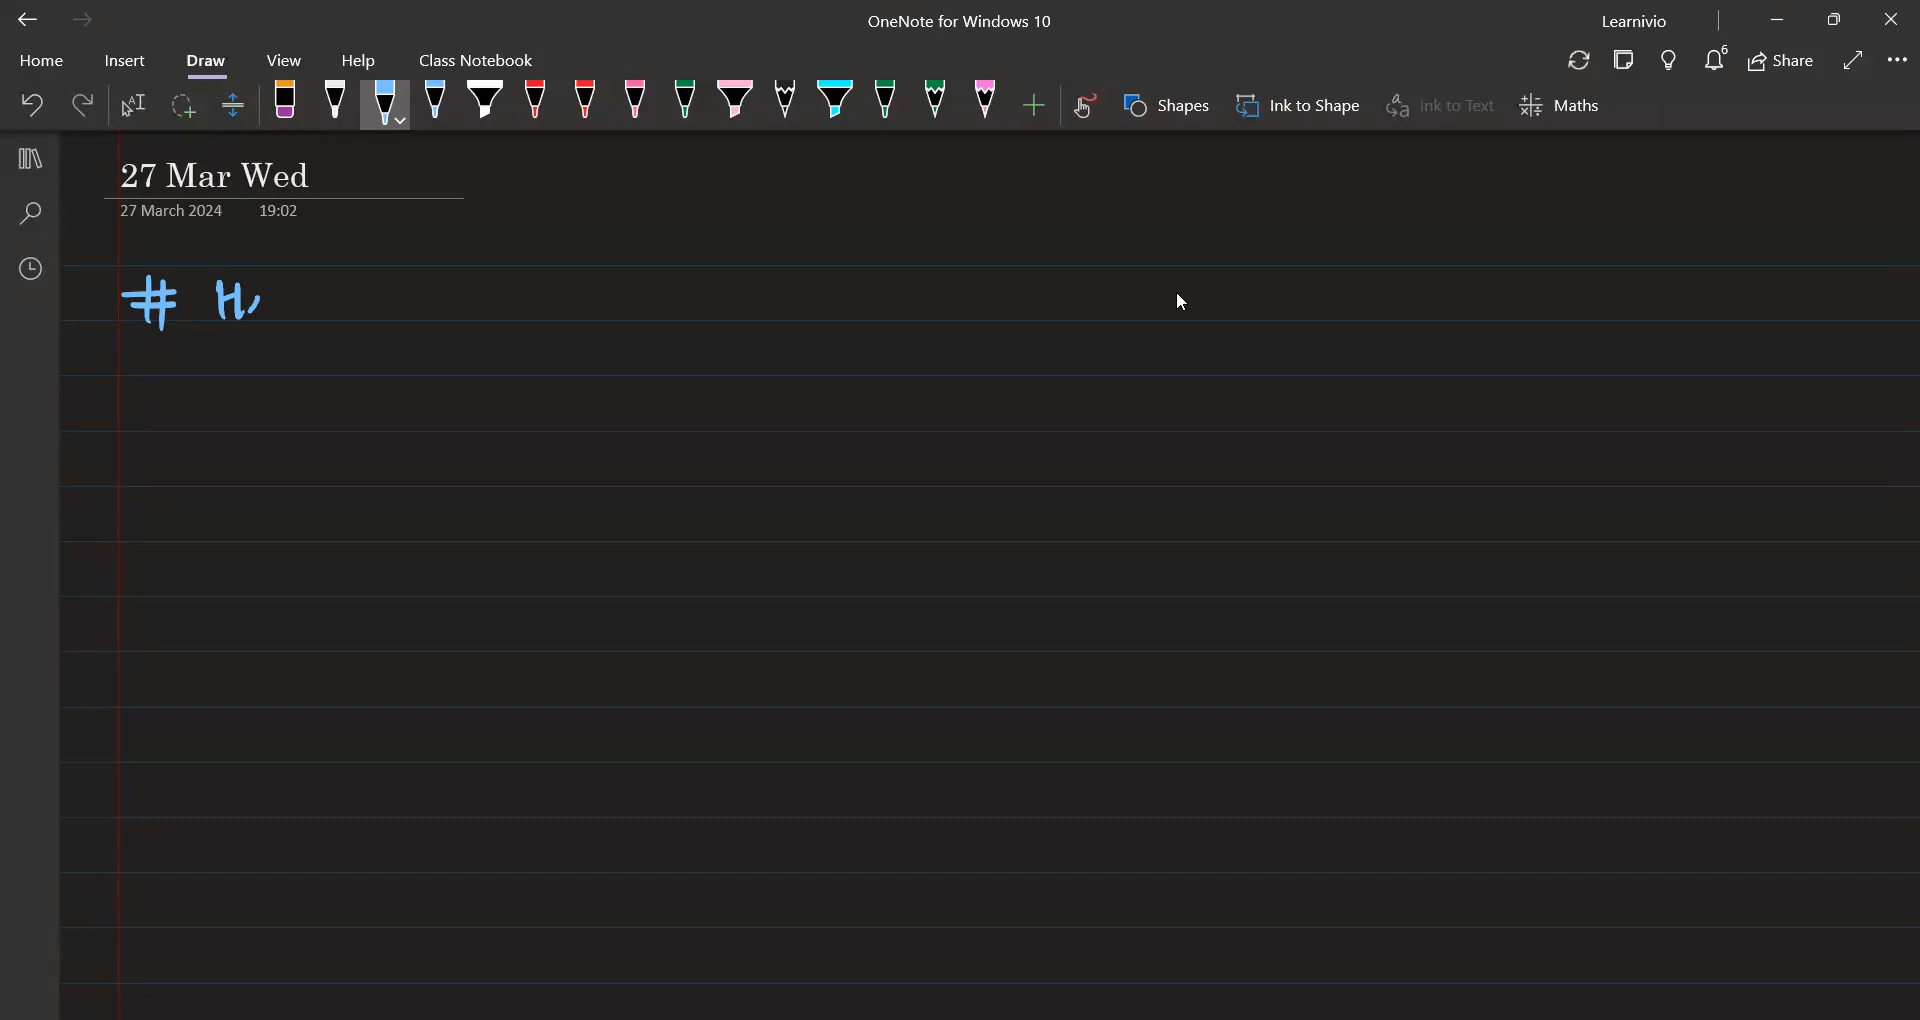 OneNote for Windows 10
Learnivio
Home Insert Draw View Help Class Notebook
6
Share
Shapes Ink to Shape Ink to Text Maths
27 Mar Wed
27 March 2024 19:02
# H